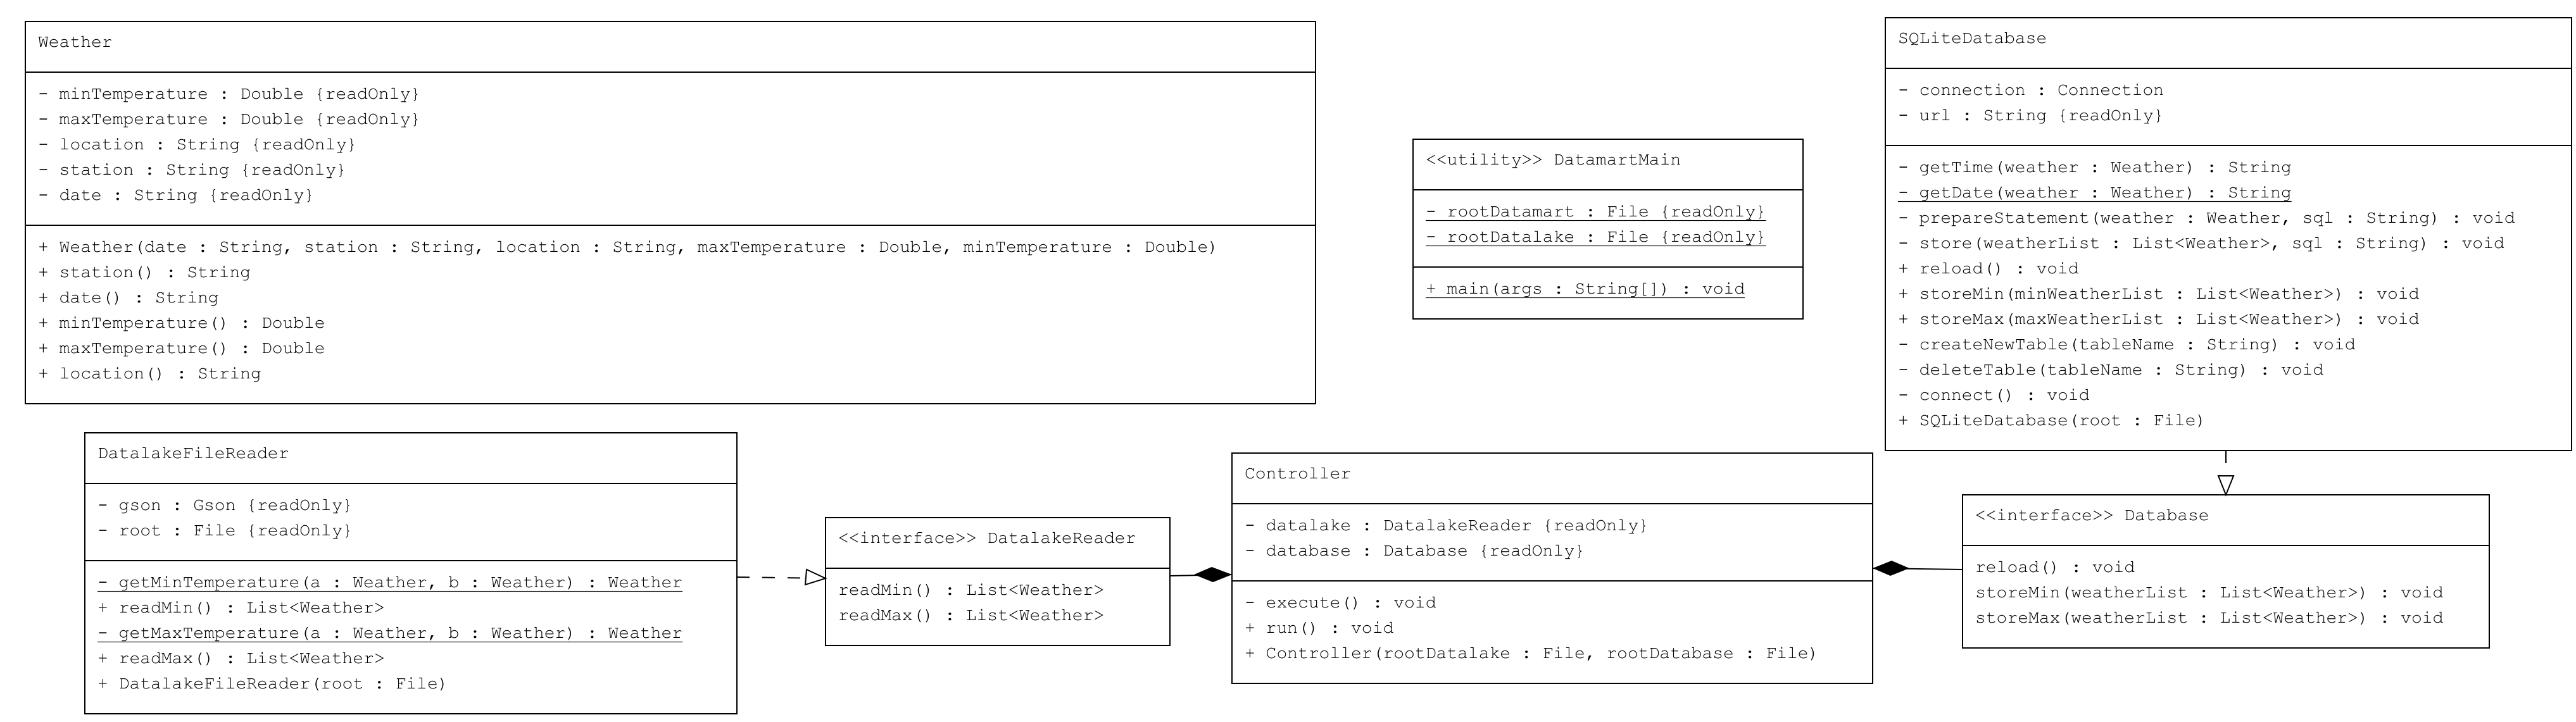 Weather
- minTemperature : Double {readOnly}
- maxTemperature : Double {readOnly}
- location : String {readOnly}
- station : String {readOnly}
- date : String {readOnly}
+ Weather(date : String, station : String, location : String, maxTemperature : Double, minTemperature : Double)
+ station() : String
+ date() : String
+ minTemperature() : Double
+ maxTemperature() : Double
+ location() : String
<<utility>> DatamartMain
- rootDatamart : File {readOnly}
- rootDatalake : File {readOnly}
+ main(args : String[]) : void
SQLiteDatabase
- connection : Connection
- url : String {readOnly}
- getTime(weather : Weather) : String
- getDate(weather : Weather) : String
- prepareStatement(weather : Weather, sql : String) : void
- store(weatherList : List<Weather>, sql : String) : void
+ reload() : void
+ storeMin(minWeatherList : List<Weather>) : void
+ storeMax(maxWeatherList : List<Weather>) : void
- createNewTable(tableName : String) : void
- deleteTable(tableName : String) : void
- connect() : void
+ SQLiteDatabase(root : File)
DatalakeFileReader
- gson : Gson {readOnly}
- root : File {readOnly}
- getMinTemperature(a : Weather, b : Weather) : Weather
+ readMin() : List<Weather>
- getMaxTemperature(a : Weather, b : Weather) : Weather
+ readMax() : List<Weather>
+ DatalakeFileReader(root : File)
<<interface>> DatalakeReader
readMin() : List<Weather>
readMax() : List<Weather>
Controller
- datalake : DatalakeReader {readOnly}
- database : Database {readOnly}
- execute() : void
+ run() : void
+ Controller(rootDatalake : File, rootDatabase : File)
<<interface>> Database
reload() : void
storeMin(weatherList : List<Weather>) : void
storeMax(weatherList : List<Weather>) : void